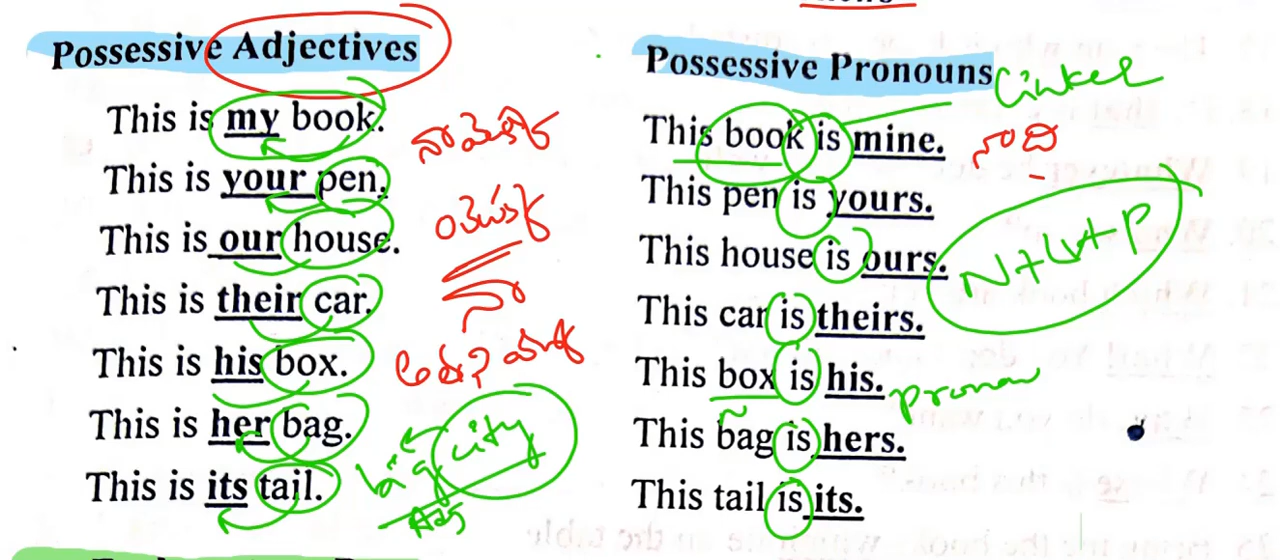 Possessive Adjectives
This is my book.
This is your pen.
This is our house.
This is their car.
This is his box.
This is her bag.
This is its tail.
big city
Possessive Pronouns
This book is mine.
This pen is yours.
This house is ours.
This car is theirs.
This box is his.
This bag is hers.
This tail is its.
నాది